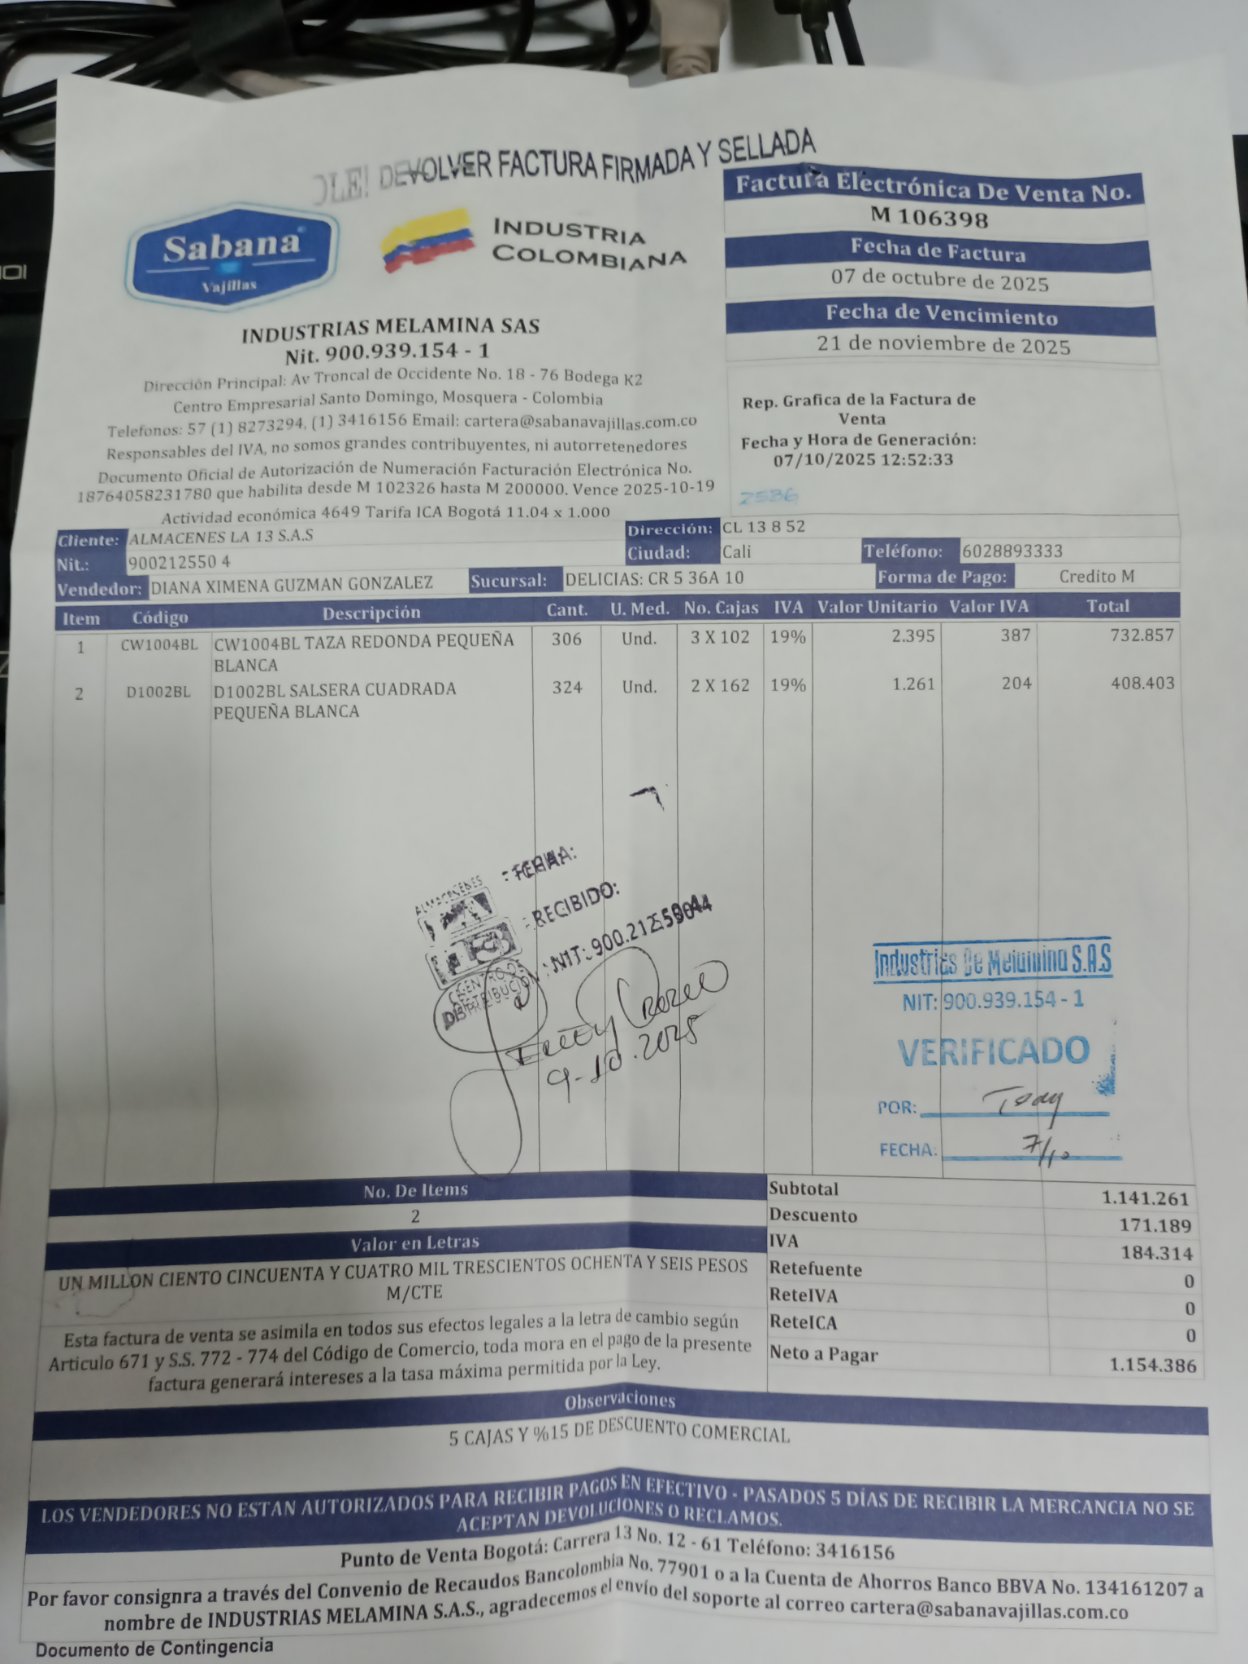 DEVOLVER FACTURA FIRMADA Y SELLADA
Sabana
Vajillas
INDUSTRIA
COLOMBIANA
Factura Electrónica De Venta No.
M 106398
Fecha de Factura
07 de octubre de 2025
Fecha de Vencimiento
21 de noviembre de 2025
INDUSTRIAS MELAMINA SAS
Nit. 900.939.154 - 1
Dirección Principal: Av Troncal de Occidente No. 18 - 76 Bodega K2
Centro Empresarial Santo Domingo, Mosquera - Colombia
Telefonos: 57 (1) 8273294, (1) 3416156 Email: cartera@sabanavajillas.com.co
Responsables del IVA, no somos grandes contribuyentes, ni autorretenedores
Documento Oficial de Autorización de Numeración Facturación Electrónica No.
18764058231780 que habilita desde M 102326 hasta M 200000. Vence 2025-10-19
Actividad económica 4649 Tarifa ICA Bogotá 11.04 x 1.000
Rep. Grafica de la Factura de
Venta
Fecha y Hora de Generación:
07/10/2025 12:52:33
Cliente: ALMACENES LA 13 S.A.S Dirección: CL 13 8 52
Nit.: 900212550 4 Ciudad: Cali Teléfono: 6028893333
Vendedor: DIANA XIMENA GUZMAN GONZALEZ Sucursal: DELICIAS: CR 5 36A 10 Forma de Pago: Credito M
Item Código Descripción Cant. U. Med. No. Cajas IVA Valor Unitario Valor IVA Total
1 CW1004BL CW1004BL TAZA REDONDA PEQUEÑA 306 Und. 3 X 102 19% 2.395 387 732.857
BLANCA
2 D1002BL D1002BL SALSERA CUADRADA 324 Und. 2 X 162 19% 1.261 204 408.403
PEQUEÑA BLANCA
ALMACENES
FECHA:
RECIBIDO:
NIT: 900.212.550-4
CENTRO DE
DISTRIBUCION
9-10.2025
Industrias De Melamina S.A.S
NIT: 900.939.154 - 1
VERIFICADO
POR:
FECHA: 7/10
No. De Items
2
Valor en Letras
UN MILLON CIENTO CINCUENTA Y CUATRO MIL TRESCIENTOS OCHENTA Y SEIS PESOS
M/CTE
Esta factura de venta se asimila en todos sus efectos legales a la letra de cambio según
Articulo 671 y S.S. 772 - 774 del Código de Comercio, toda mora en el pago de la presente
factura generará intereses a la tasa máxima permitida por la Ley.
Subtotal 1.141.261
Descuento 171.189
IVA 184.314
Retefuente 0
ReteIVA 0
ReteICA 0
Neto a Pagar 1.154.386
Observaciones
5 CAJAS Y %15 DE DESCUENTO COMERCIAL
LOS VENDEDORES NO ESTAN AUTORIZADOS PARA RECIBIR PAGOS EN EFECTIVO - PASADOS 5 DÍAS DE RECIBIR LA MERCANCIA NO SE
ACEPTAN DEVOLUCIONES O RECLAMOS.
Punto de Venta Bogotá: Carrera 13 No. 12 - 61 Teléfono: 3416156
Por favor consignra a través del Convenio de Recaudos Bancolombia No. 77901 o a la Cuenta de Ahorros Banco BBVA No. 134161207 a
nombre de INDUSTRIAS MELAMINA S.A.S., agradecemos el envío del soporte al correo cartera@sabanavajillas.com.co
Documento de Contingencia